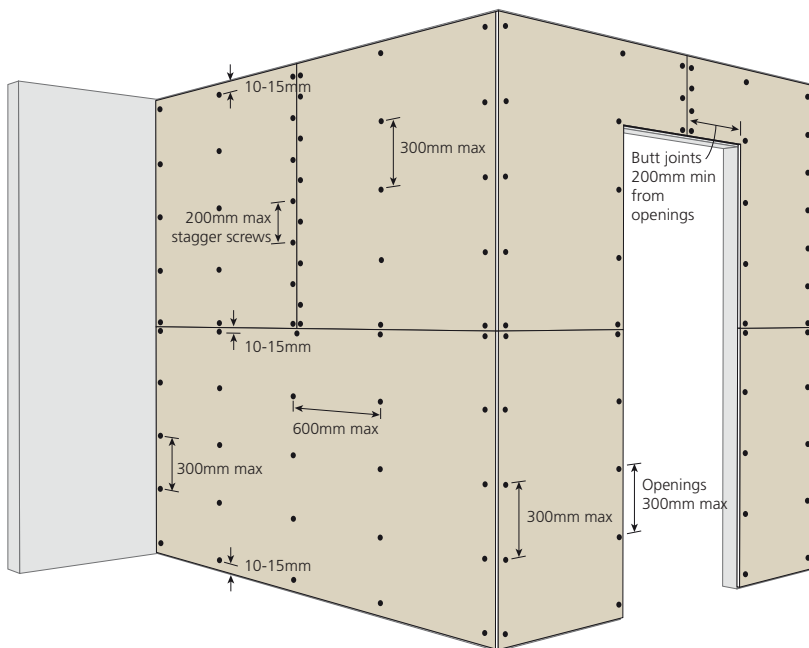 10-15mm
300mm max
Butt joints
200mm min
from
openings
200mm max
stagger screws
10-15mm
600mm max
300mm max
Openings
300mm max
300mm max
10-15mm